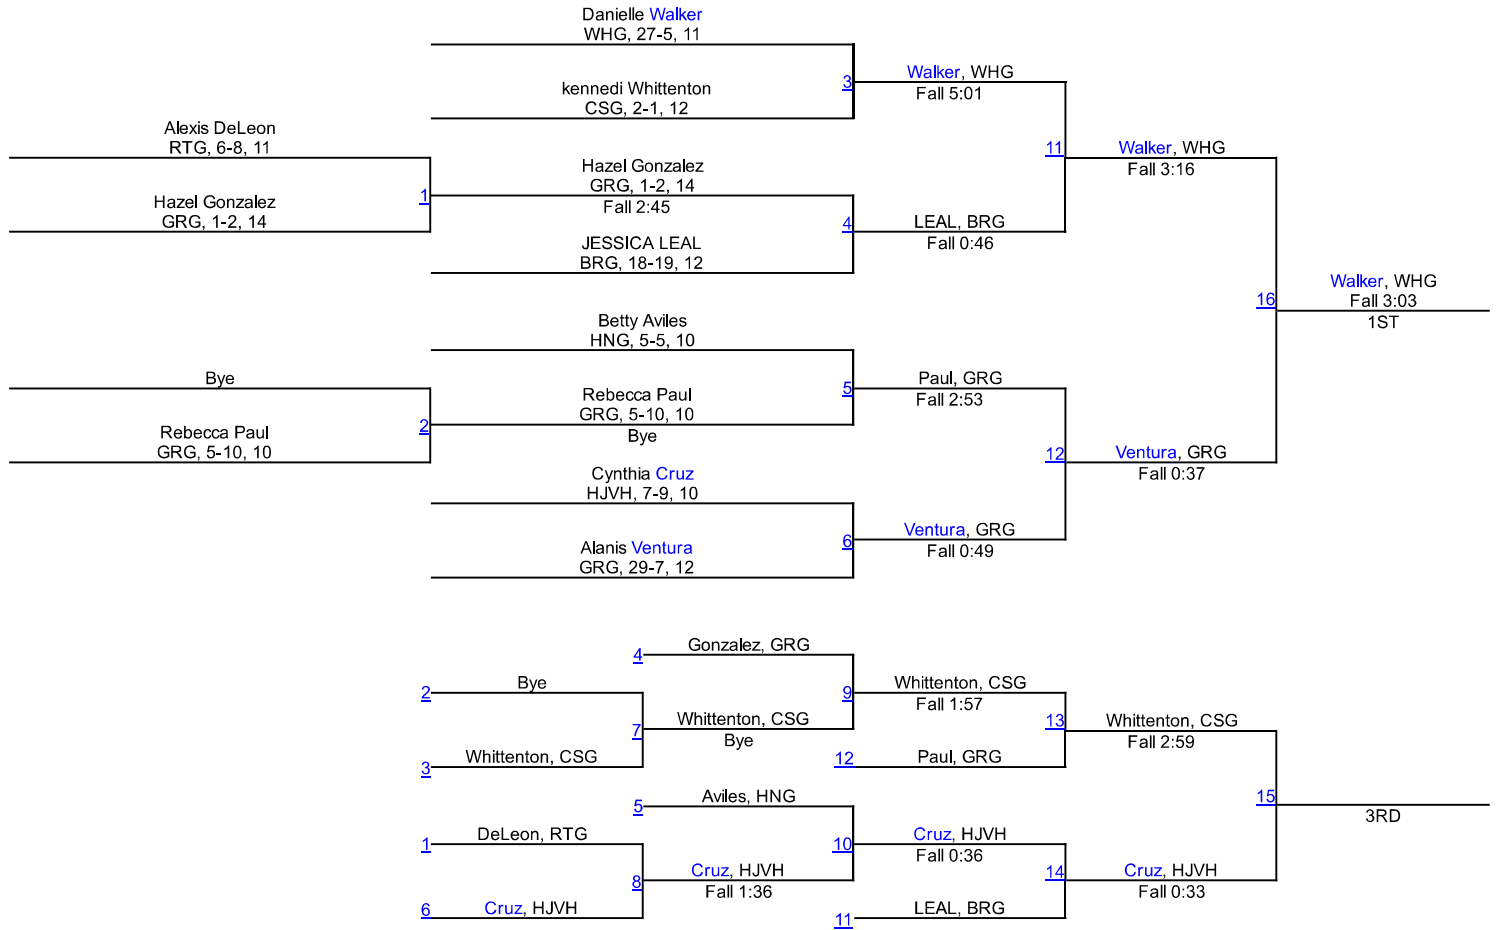 Danielle Walker
WHG, 27-5, 11
kennedi Whittenton
CSG, 2-1, 12
3
Walker, WHG
Fall 5:01
Alexis DeLeon
RTG, 6-8, 11
Hazel Gonzalez
GRG, 1-2, 14
1
Hazel Gonzalez
GRG, 1-2, 14
Fall 2:45
JESSICA LEAL
BRG, 18-19, 12
4
LEAL, BRG
Fall 0:46
11
Walker, WHG
Fall 3:16
Betty Aviles
HNG, 5-5, 10
Bye
Rebecca Paul
GRG, 5-10, 10
2
Rebecca Paul
GRG, 5-10, 10
Bye
5
Paul, GRG
Fall 2:53
Cynthia Cruz
HJVH, 7-9, 10
Alanis Ventura
GRG, 29-7, 12
6
Ventura, GRG
Fall 0:49
12
Ventura, GRG
Fall 0:37
16
Walker, WHG
Fall 3:03
1ST
4
Gonzalez, GRG
2
Bye
3
Whittenton, CSG
7
Whittenton, CSG
Bye
9
Whittenton, CSG
Fall 1:57
12
Paul, GRG
13
Whittenton, CSG
Fall 2:59
5
Aviles, HNG
1
DeLeon, RTG
6
Cruz, HJVH
8
Cruz, HJVH
Fall 1:36
10
Cruz, HJVH
Fall 0:36
11
LEAL, BRG
14
Cruz, HJVH
Fall 0:33
15
3RD